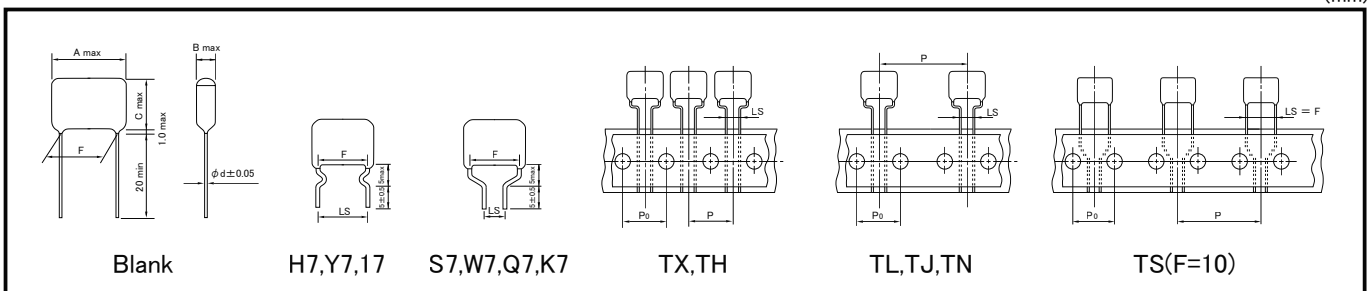 (mm)
A max
B max
C max
1.0 max
F
20 min
φd±0.05
Blank
F
5max
5±0.5
LS
H7,Y7,17
F
5max
5±0.5
LS
S7,W7,Q7,K7
LS
P0
P
TX,TH
P
LS
P0
TL,TJ,TN
LS = F
P0
P
TS(F=10)